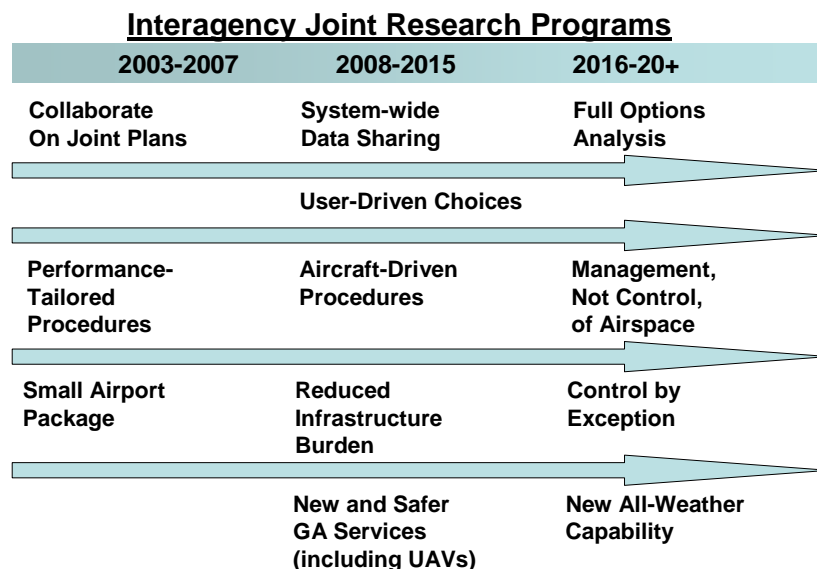 Interagency Joint Research Programs
2003-2007 2008-2015 2016-20+
Collaborate System-wide Full Options
On Joint Plans Data Sharing Analysis
User-Driven Choices
Performance- Aircraft-Driven Management,
Tailored Procedures Not Control,
Procedures of Airspace
Small Airport Reduced Control by
Package Infrastructure Exception
Burden
New and Safer New All-Weather
GA Services Capability
(including UAVs)